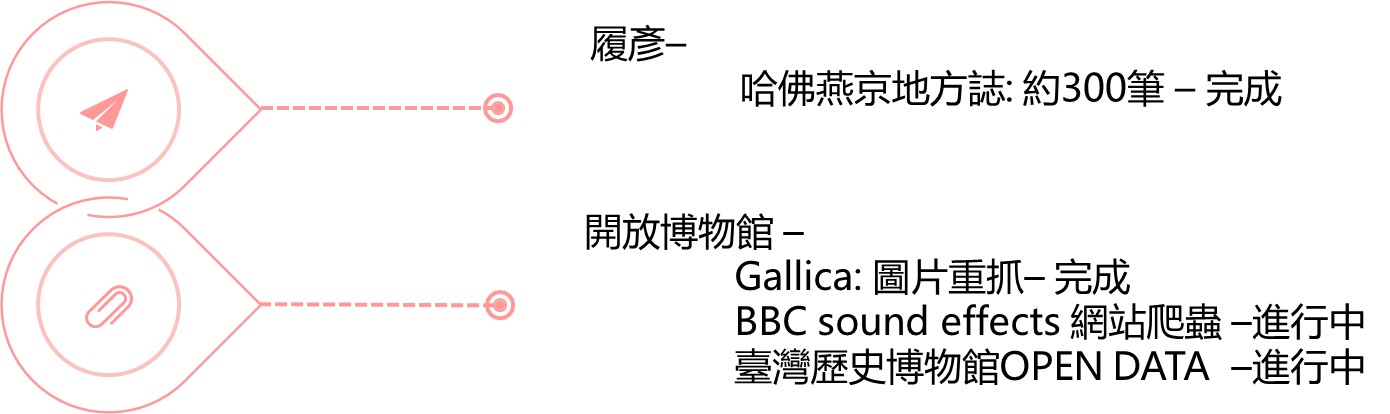 履彥–
哈佛燕京地方誌: 約300筆 – 完成
開放博物館 –
Gallica: 圖片重抓– 完成
BBC sound effects 網站爬蟲 –進行中
臺灣歷史博物館OPEN DATA –進行中